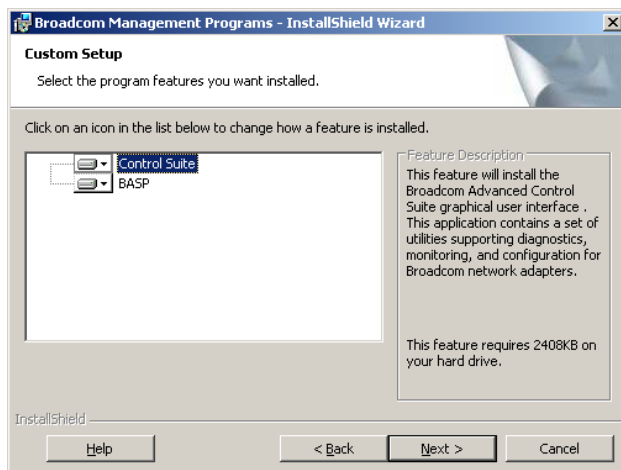 Broadcom Management Programs - InstallShield Wizard
Custom Setup
Select the program features you want installed.
Click on an icon in the list below to change how a feature is installed.
Control Suite
BASP
Feature Description
This feature will install the
Broadcom Advanced Control
Suite graphical user interface .
This application contains a set of
utilities supporting diagnostics,
monitoring, and configuration for
Broadcom network adapters.
This feature requires 2408KB on
your hard drive.
InstallShield
Help
< Back
Next >
Cancel